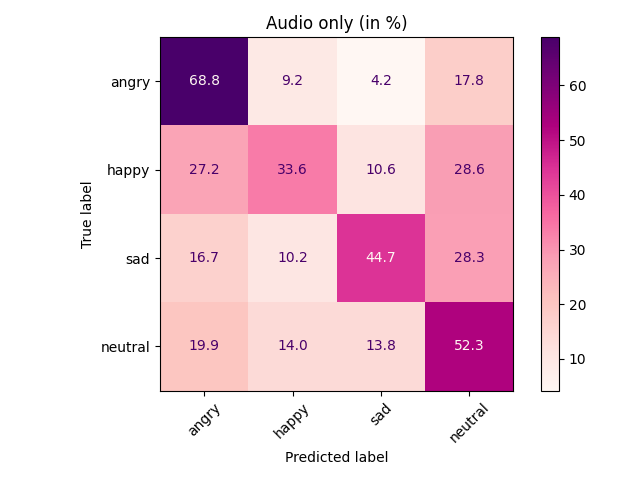 Audio only (in %)
angry 68.8 9.2 4.2 17.8
happy 27.2 33.6 10.6 28.6
sad 16.7 10.2 44.7 28.3
neutral 19.9 14.0 13.8 52.3
angry happy sad neutral
Predicted label
True label
60
50
40
30
20
10